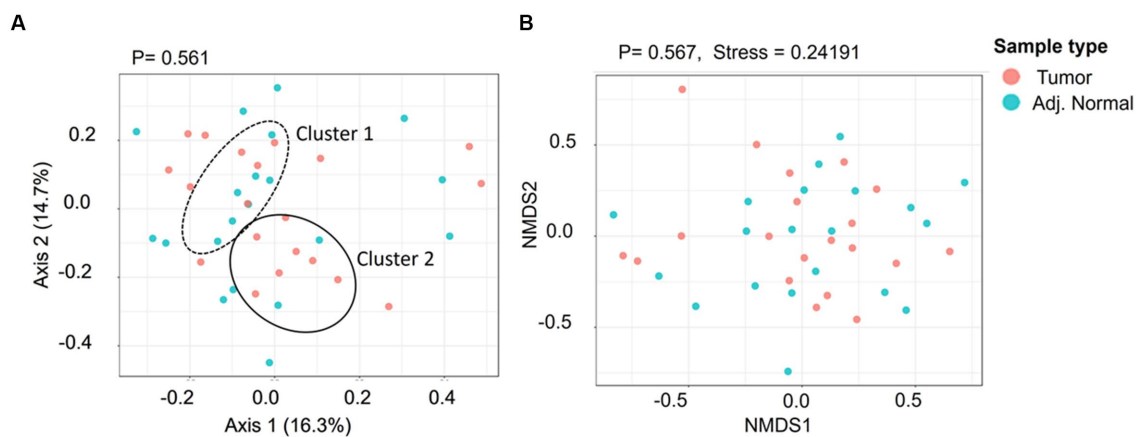 A
P= 0.561
0.2
0.0
-0.2
-0.4
Axis 2 (14.7%)
Cluster 1
Cluster 2
-0.2
0.0
0.2
0.4
Axis 1 (16.3%)
B
P= 0.567, Stress = 0.24191
0.5
0.0
-0.5
NMDS2
-0.5
0.0
0.5
NMDS1
Sample type
Tumor
Adj. Normal